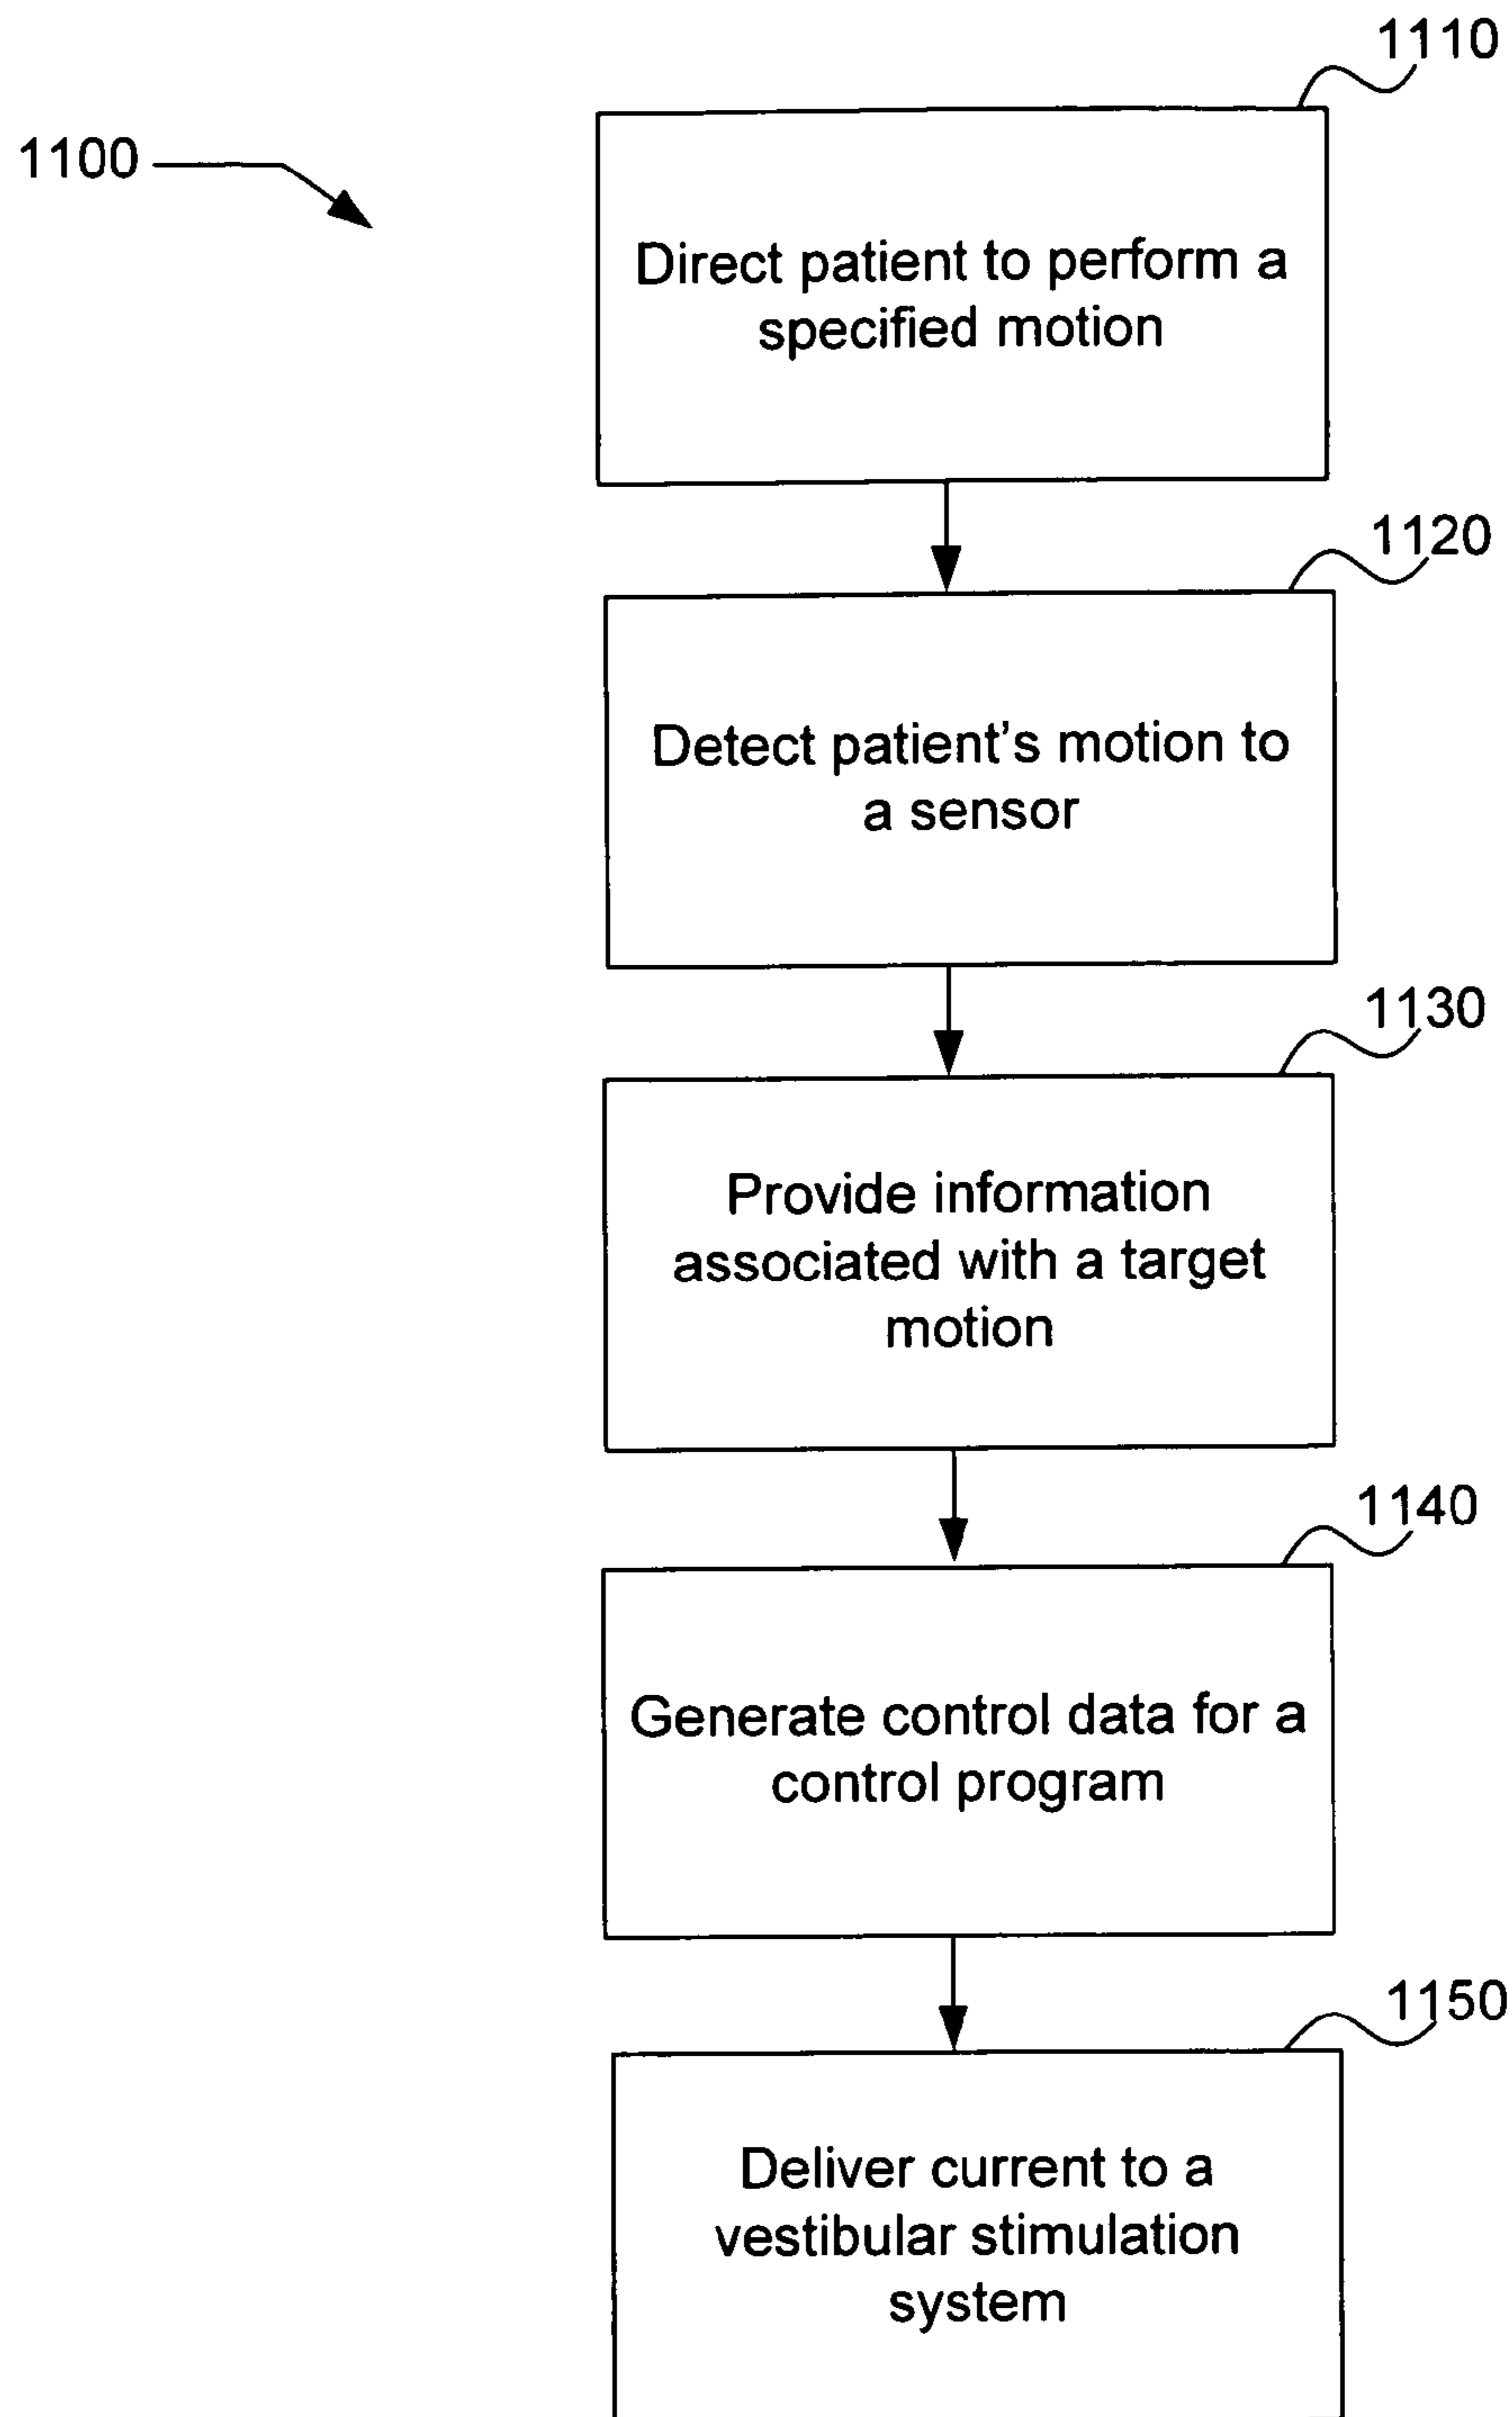 1110
1100
Direct patient to perform a
specified motion
1120
Detect patient's motion to
a sensor
1130
Provide information
associated with a target
motion
1140
Generate control data for a
control program
1150
Deliver current to a
vestibular stimulation
system